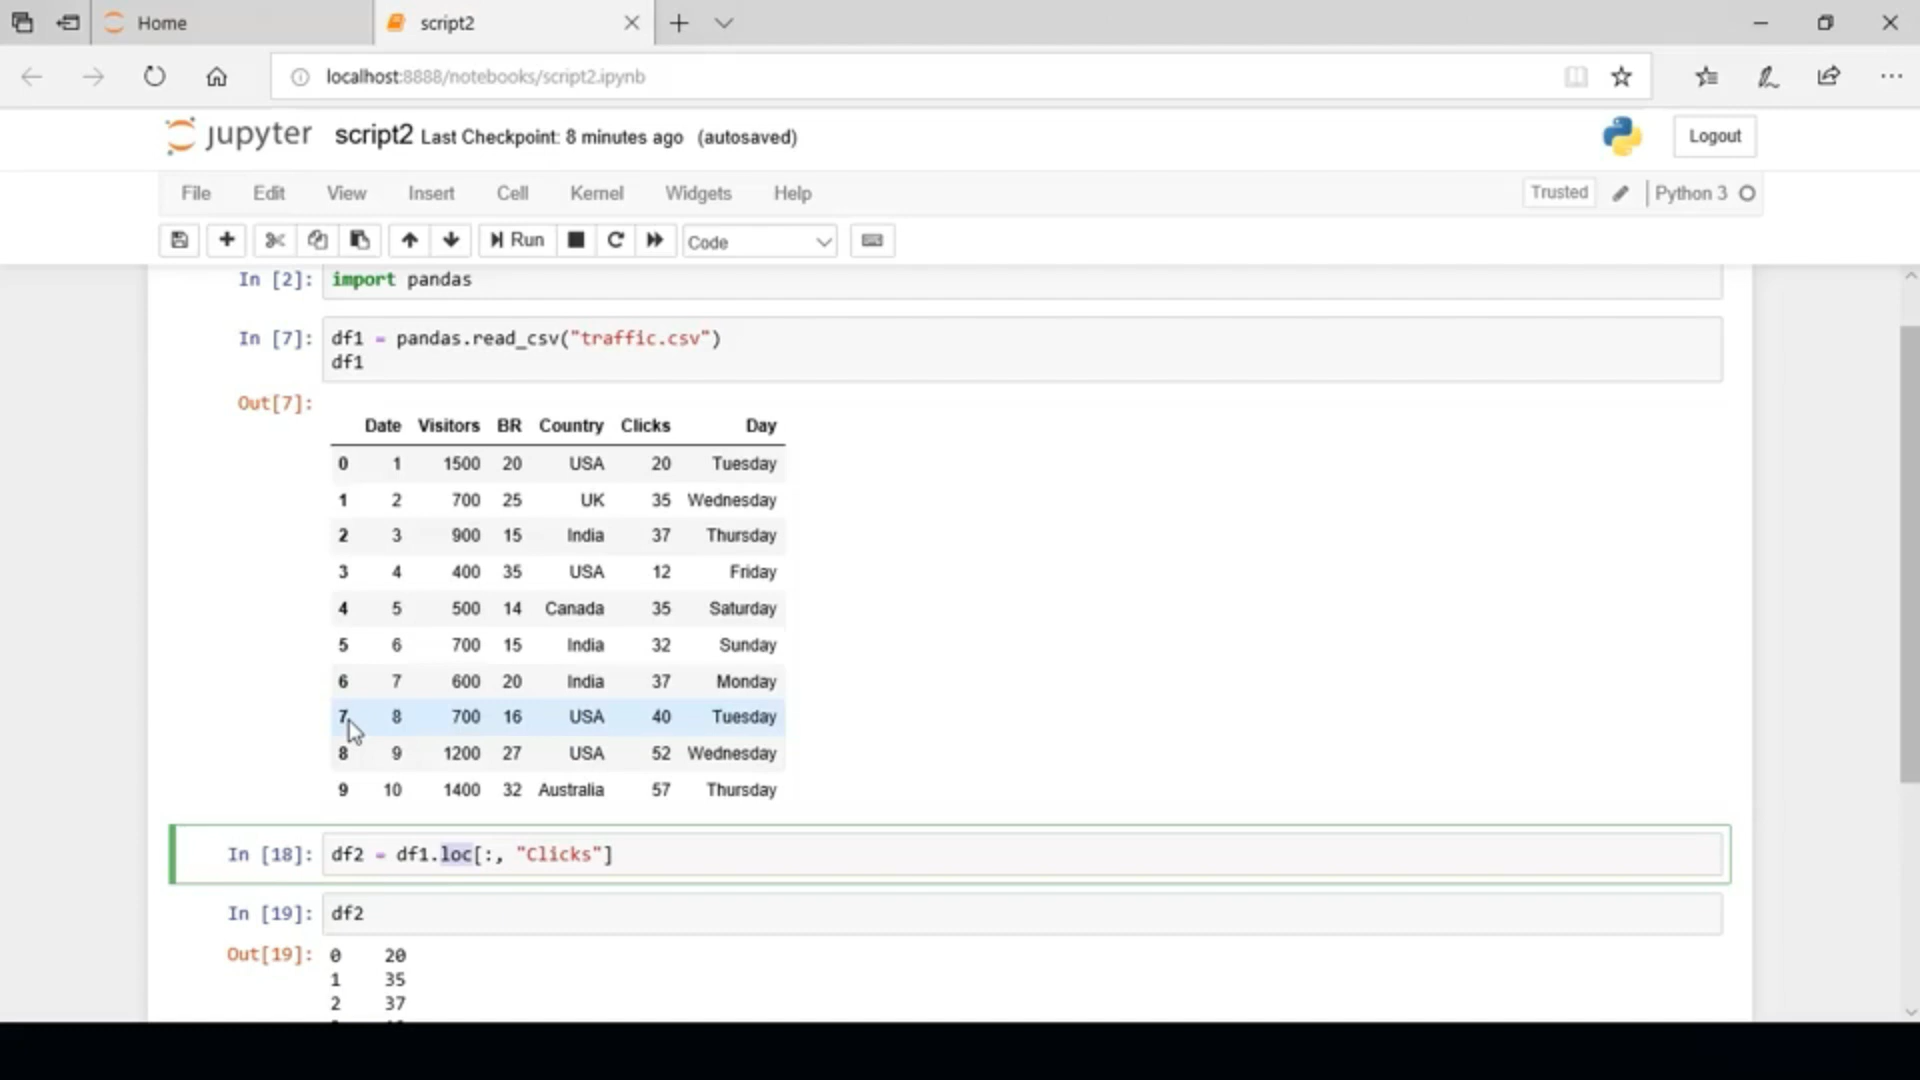 Home
script2
localhost:8888/notebooks/script2.ipynb
jupyter script2 Last Checkpoint: 8 minutes ago (autosaved)
Logout
File Edit View Insert Cell Kernel Widgets Help
Trusted Python 3
Run Code
In [2]: import pandas
In [7]: df1 = pandas.read_csv("traffic.csv")
df1
Out[7]:
Date Visitors BR Country Clicks Day
0 1 1500 20 USA 20 Tuesday
1 2 700 25 UK 35 Wednesday
2 3 900 15 India 37 Thursday
3 4 400 35 USA 12 Friday
4 5 500 14 Canada 35 Saturday
5 6 700 15 India 32 Sunday
6 7 600 20 India 37 Monday
7 8 700 16 USA 40 Tuesday
8 9 1200 27 USA 52 Wednesday
9 10 1400 32 Australia 57 Thursday
In [18]: df2 = df1.loc[:, "Clicks"]
In [19]: df2
Out[19]: 0 20
1 35
2 37